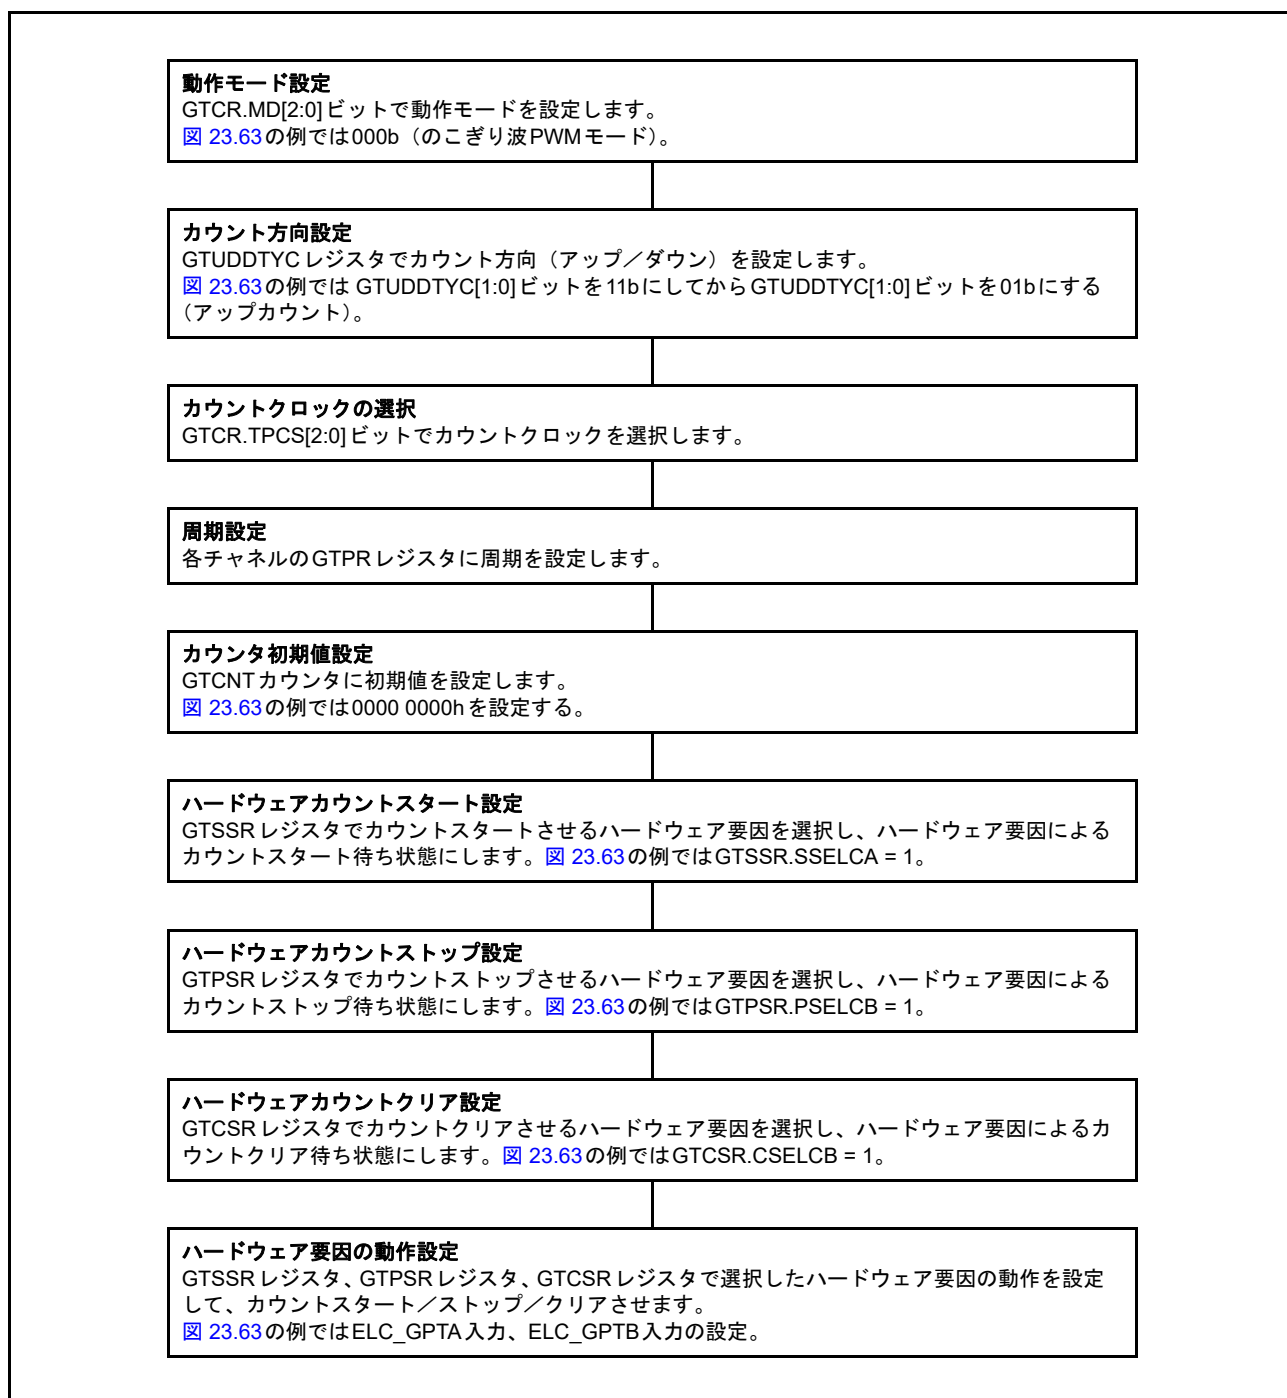 動作モード設定
GTCR.MD[2:0]ビットで動作モードを設定します。
図 23.63の例では000b（のこぎり波PWMモード）。
カウント方向設定
GTUDDTYCレジスタでカウント方向（アップ／ダウン）を設定します。
図 23.63の例では GTUDDTYC[1:0]ビットを11bにしてからGTUDDTYC[1:0]ビットを01bにする
（アップカウント）。
カウントクロックの選択
GTCR.TPCS[2:0]ビットでカウントクロックを選択します。
周期設定
各チャネルのGTPRレジスタに周期を設定します。
カウンタ初期値設定
GTCNTカウンタに初期値を設定します。
図 23.63の例では0000 0000hを設定する。
ハードウェアカウントスタート設定
GTSSRレジスタでカウントスタートさせるハードウェア要因を選択し、ハードウェア要因による
カウントスタート待ち状態にします。図 23.63の例ではGTSSR.SSELCA = 1。
ハードウェアカウントストップ設定
GTPSRレジスタでカウントストップさせるハードウェア要因を選択し、ハードウェア要因による
カウントストップ待ち状態にします。図 23.63の例ではGTPSR.PSELCB = 1。
ハードウェアカウントクリア設定
GTCSRレジスタでカウントクリアさせるハードウェア要因を選択し、ハードウェア要因によるカ
ウントクリア待ち状態にします。図 23.63の例ではGTCSR.CSELCB = 1。
ハードウェア要因の動作設定
GTSSRレジスタ、GTPSRレジスタ、GTCSRレジスタで選択したハードウェア要因の動作を設定
して、カウントスタート／ストップ／クリアさせます。
図 23.63の例ではELC_GPTA入力、ELC_GPTB入力の設定。